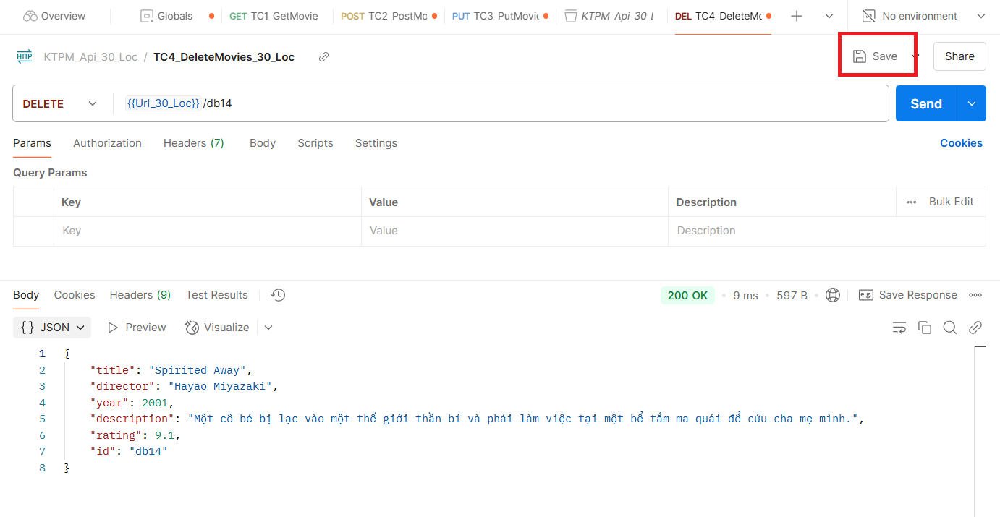 Overview Globals GET TC1_GetMovie POST TC2_PostMo PUT TC3_PutMovie KTPM_Api_30_L DEL TC4_DeleteMo No environment
HTTP KTPM_Api_30_Loc / TC4_DeleteMovies_30_Loc Save Share
DELETE {{Url_30_Loc}} /db14 Send
Params Authorization Headers (7) Body Scripts Settings Cookies
Query Params
Key Value Description Bulk Edit
Key Value Description
Body Cookies Headers (9) Test Results 200 OK 9 ms 597 B e.g. Save Response
{} JSON Preview Visualize
1 {
2 "title": "Spirited Away",
3 "director": "Hayao Miyazaki",
4 "year": 2001,
5 "description": "Một cô bé bị lạc vào một thế giới thần bí và phải làm việc tại một bể tắm ma quái để cứu cha mẹ mình.",
6 "rating": 9.1,
7 "id": "db14"
8 }